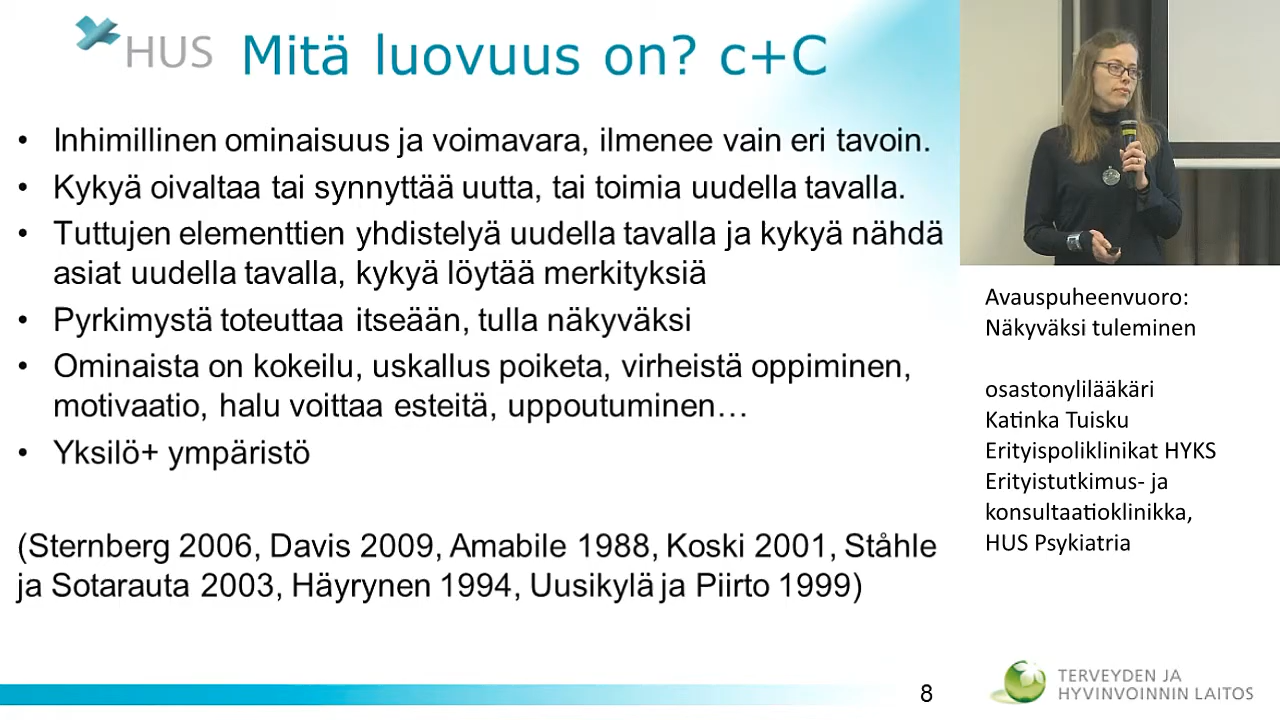 HUS
Mitä luovuus on? c+C
• Inhimillinen ominaisuus ja voimavara, ilmenee vain eri tavoin.
• Kykyä oivaltaa tai synnyttää uutta, tai toimia uudella tavalla.
• Tuttujen elementtien yhdistelyä uudella tavalla ja kykyä nähdä
asiat uudella tavalla, kykyä löytää merkityksiä
• Pyrkimystä toteuttaa itseään, tulla näkyväksi
• Ominaista on kokeilu, uskallus poiketa, virheistä oppiminen,
motivaatio, halu voittaa esteitä, uppoutuminen…
• Yksilö+ ympäristö
(Sternberg 2006, Davis 2009, Amabile 1988, Koski 2001, Ståhle
ja Sotarauta 2003, Häyrynen 1994, Uusikylä ja Piirto 1999)
8
Avauspuheenvuoro:
Näkyväksi tuleminen
osastonylilääkäri
Katinka Tuisku
Erityispoliklinikat HYKS
Erityistutkimus- ja
konsultaatioklinikka,
HUS Psykiatria
TERVEYDEN JA
HYVINVOINNIN LAITOS